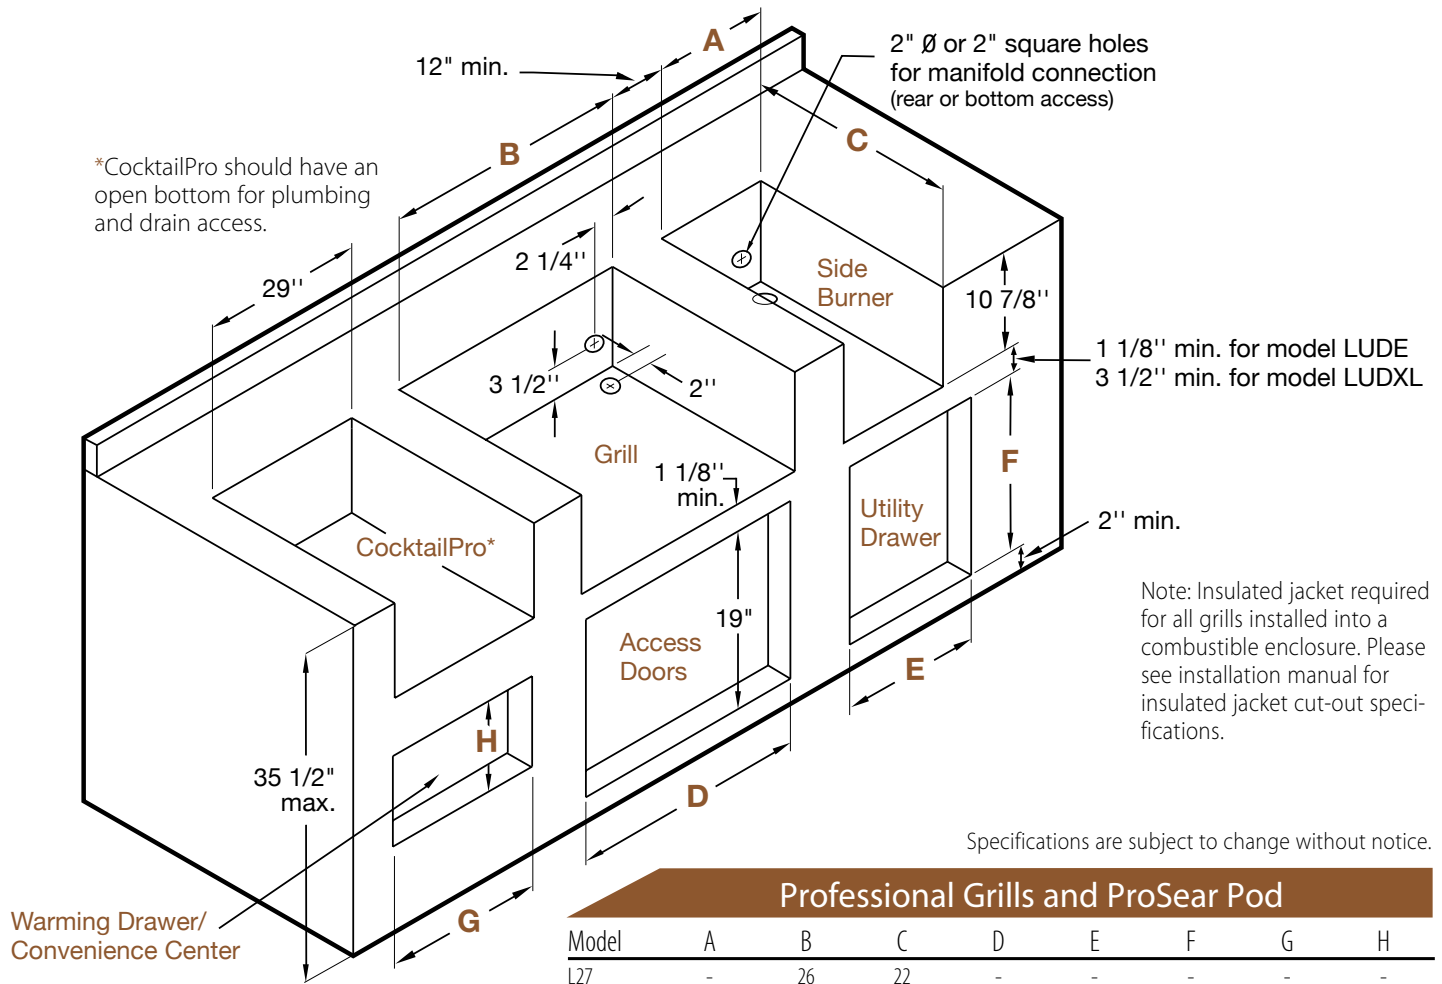 A
12" min.
2" Ø or 2" square holes
for manifold connection
(rear or bottom access)
B
C
*CocktailPro should have an
open bottom for plumbing
and drain access.
2 1/4''
Side
Burner
29''
10 7/8''
1 1/8'' min. for model LUDE
3 1/2'' min. for model LUDXL
3 1/2''
2''
Grill
1 1/8''
min.
F
Utility
Drawer
2'' min.
CocktailPro*
19"
Access
Doors
E
Note: Insulated jacket required
for all grills installed into a
combustible enclosure. Please
see installation manual for
insulated jacket cut-out speci-
fications.
H
35 1/2"
max.
D
G
Warming Drawer/
Convenience Center
Specifications are subject to change without notice.
Professional Grills and ProSear Pod
Model A B C D E F G H
L27 - 26 22 - - - - -